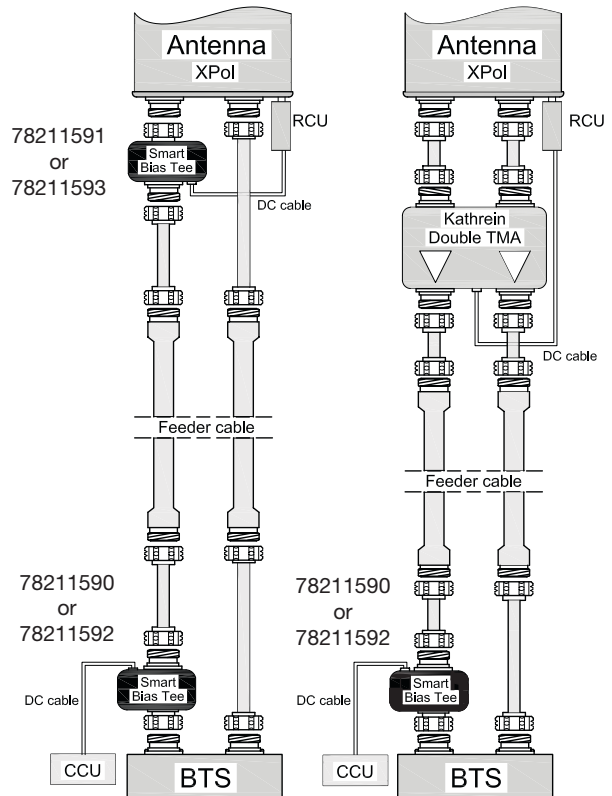 Antenna
XPol
RCU
78211591
or
78211593
Smart
Bias Tee
DC cable
Feeder cable
78211590
or
78211592
Smart
Bias Tee
DC cable
CCU
BTS
Antenna
XPol
RCU
Kathrein
Double TMA
DC cable
Feeder cable
78211590
or
78211592
Smart
Bias Tee
DC cable
CCU
BTS